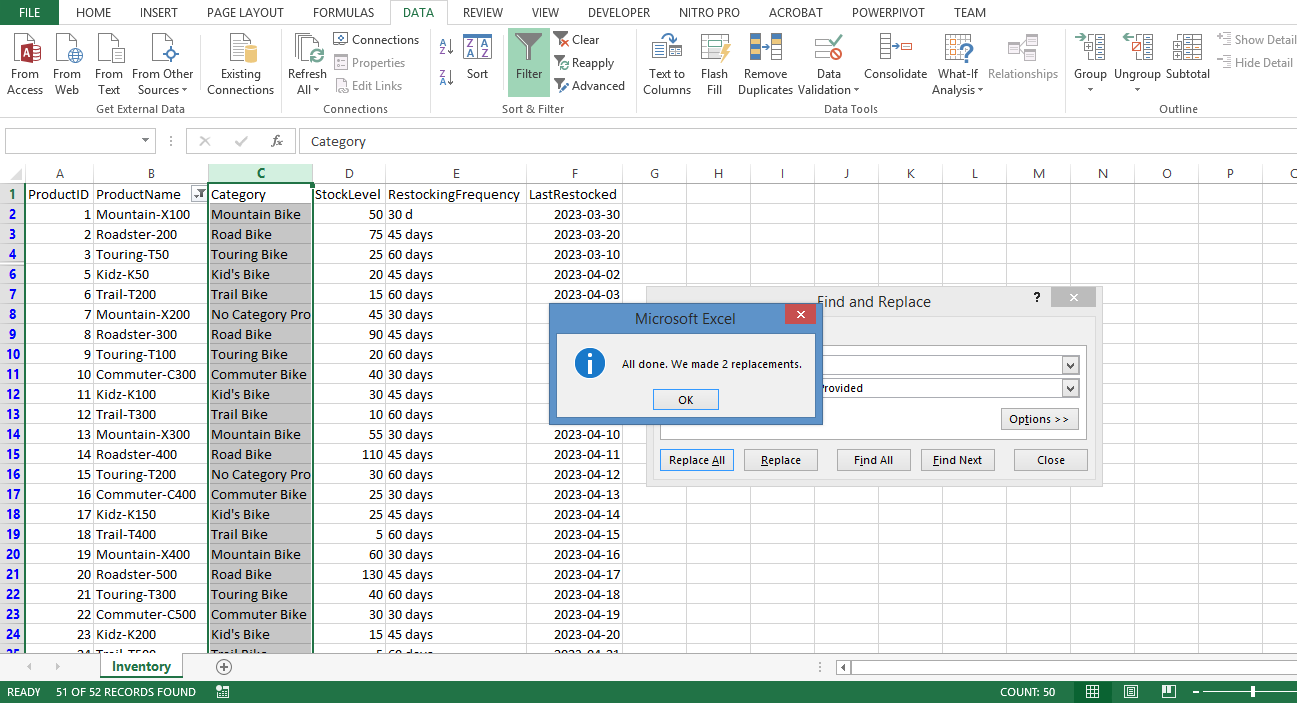 FILE HOME INSERT PAGE LAYOUT FORMULAS DATA REVIEW VIEW DEVELOPER NITRO PRO ACROBAT POWERPIVOT TEAM
From Access From Web From Text From Other Sources Existing Connections Refresh All Connections Properties Edit Links Sort Filter Clear Reapply Advanced Text to Columns Flash Fill Remove Duplicates Data Validation Consolidate What-If Analysis Relationships Group Ungroup Subtotal Show Detail Hide Detail
Get External Data Connections Sort & Filter Data Tools Outline
fx Category
A B C D E F G H I J K L M N O P
1 ProductID ProductName Category StockLevel RestockingFrequency LastRestocked
2 1 Mountain-X100 Mountain Bike 50 30 d 2023-03-30
3 2 Roadster-200 Road Bike 75 45 days 2023-03-20
4 3 Touring-T50 Touring Bike 25 60 days 2023-03-10
6 5 Kidz-K50 Kid's Bike 20 45 days 2023-04-02
7 6 Trail-T200 Trail Bike 15 60 days 2023-04-03
8 7 Mountain-X200 No Category Pro 45 30 days
9 8 Roadster-300 Road Bike 90 45 days
10 9 Touring-T100 Touring Bike 20 60 days
11 10 Commuter-C300 Commuter Bike 40 30 days
12 11 Kidz-K100 Kid's Bike 30 45 days
13 12 Trail-T300 Trail Bike 10 60 days
14 13 Mountain-X300 Mountain Bike 55 30 days 2023-04-10
15 14 Roadster-400 Road Bike 110 45 days 2023-04-11
16 15 Touring-T200 No Category Pro 30 60 days 2023-04-12
17 16 Commuter-C400 Commuter Bike 25 30 days 2023-04-13
18 17 Kidz-K150 Kid's Bike 25 45 days 2023-04-14
19 18 Trail-T400 Trail Bike 5 60 days 2023-04-15
20 19 Mountain-X400 Mountain Bike 60 30 days 2023-04-16
21 20 Roadster-500 Road Bike 130 45 days 2023-04-17
22 21 Touring-T300 Touring Bike 40 60 days 2023-04-18
23 22 Commuter-C500 Commuter Bike 30 30 days 2023-04-19
24 23 Kidz-K200 Kid's Bike 15 45 days 2023-04-20
Find and Replace ?
Provided
Options >>
Replace All Replace Find All Find Next Close
Microsoft Excel
All done. We made 2 replacements.
OK
Inventory
READY 51 OF 52 RECORDS FOUND COUNT: 50